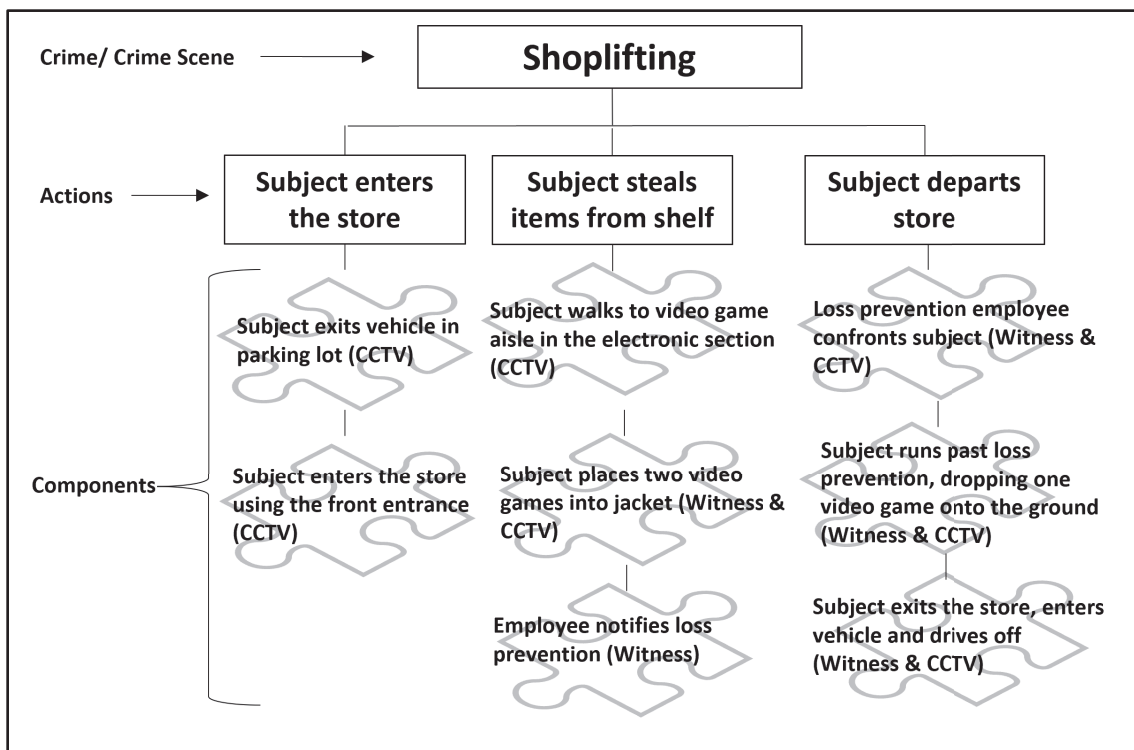 Crime/ Crime Scene
Shoplifting
Actions
Subject enters
the store
Subject steals
items from shelf
Subject departs
store
Components
Subject exits vehicle in
parking lot (CCTV)
Subject enters the store
using the front entrance
(CCTV)
Subject walks to video game
aisle in the electronic section
(CCTV)
Subject places two video
games into jacket (Witness &
CCTV)
Employee notifies loss
prevention (Witness)
Loss prevention employee
confronts subject (Witness &
CCTV)
Subject runs past loss
prevention, dropping one
video game onto the ground
(Witness & CCTV)
Subject exits the store, enters
vehicle and drives off
(Witness & CCTV)